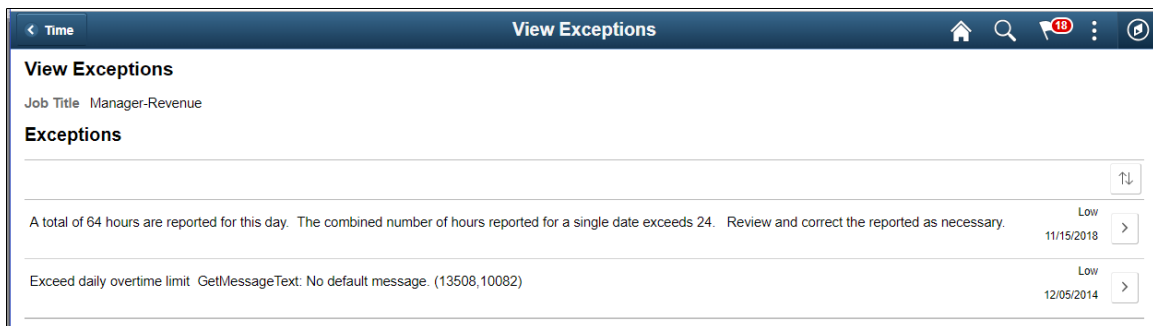 Time
View Exceptions
18
View Exceptions
Job Title Manager-Revenue
Exceptions
A total of 64 hours are reported for this day. The combined number of hours reported for a single date exceeds 24. Review and correct the reported as necessary.
Low
11/15/2018
Exceed daily overtime limit GetMessageText: No default message. (13508,10082)
Low
12/05/2014